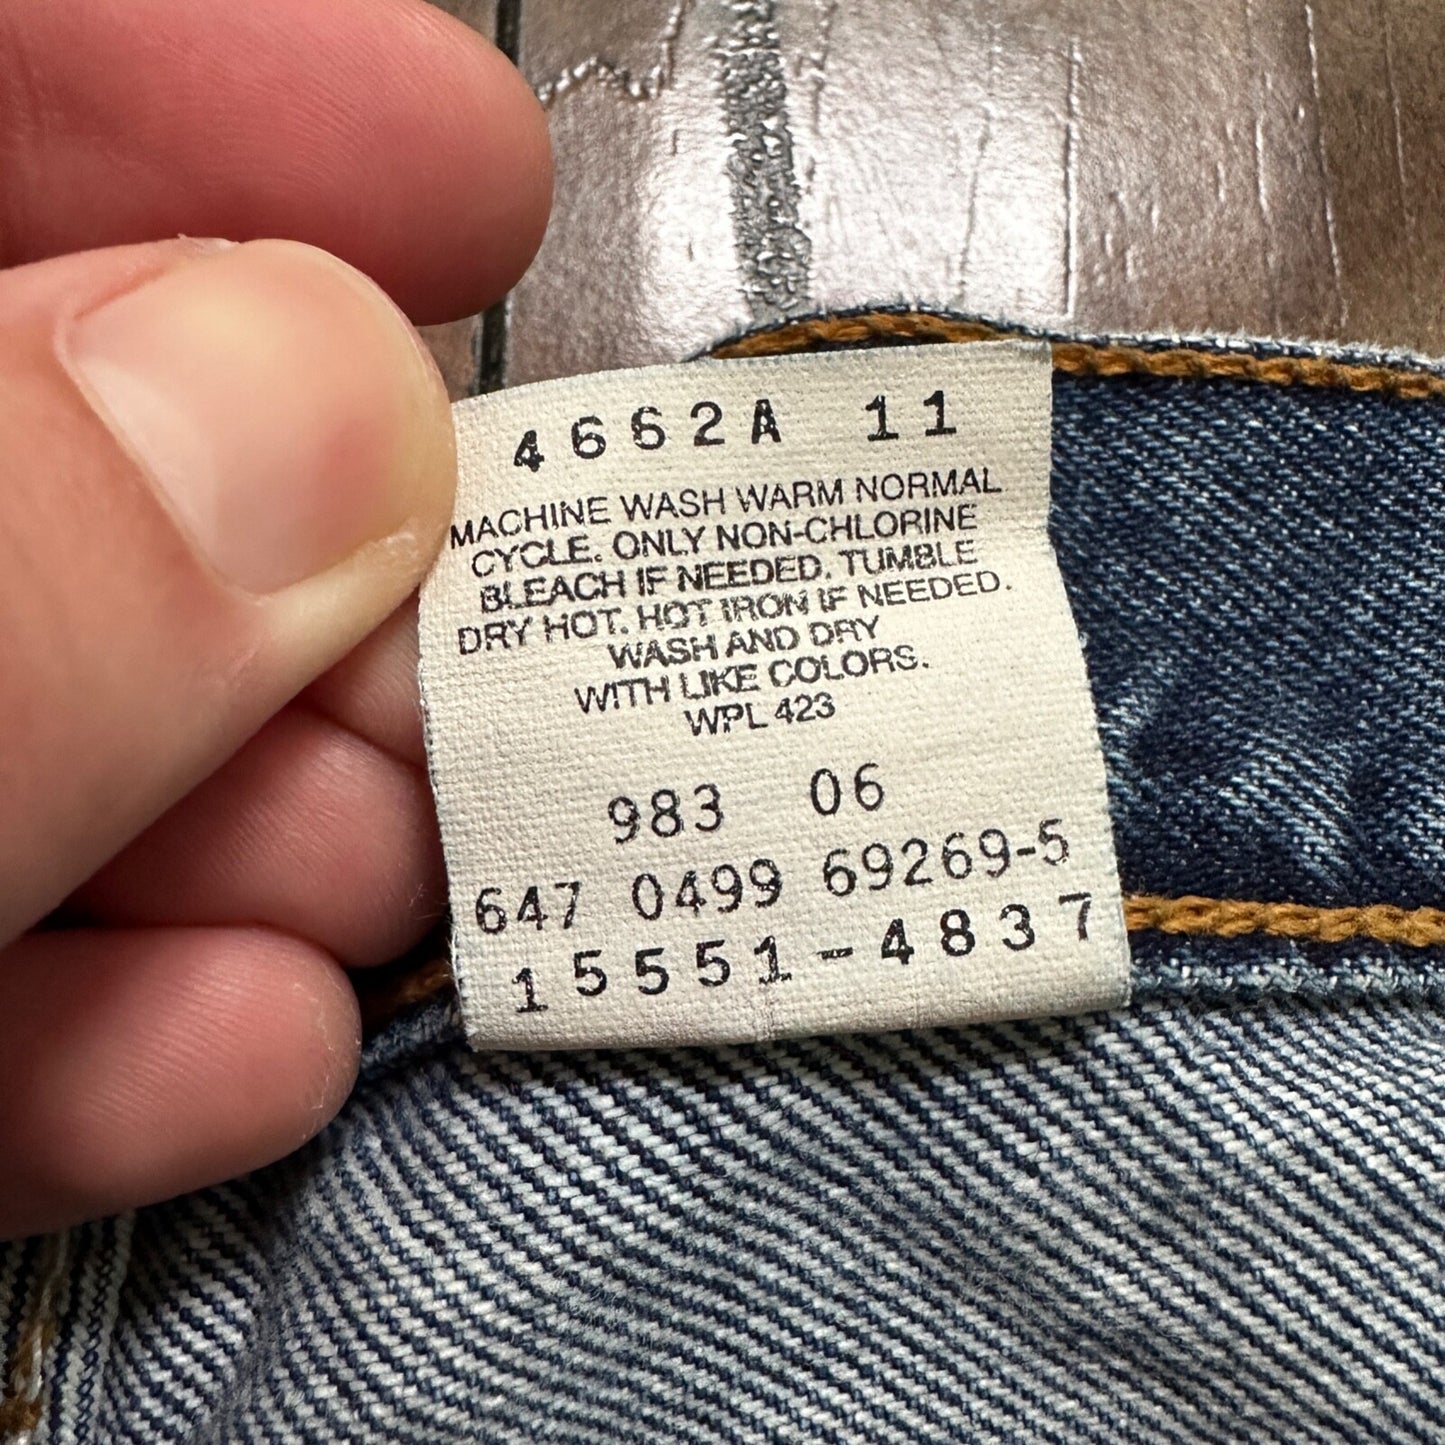 4662A 11
MACHINE WASH WARM NORMAL
CYCLE. ONLY NON-CHLORINE
BLEACH IF NEEDED. TUMBLE
DRY HOT. HOT IRON IF NEEDED.
WASH AND DRY
WITH LIKE COLORS.
WPL 423
983 06
647 0499 69269-5
15551-4837